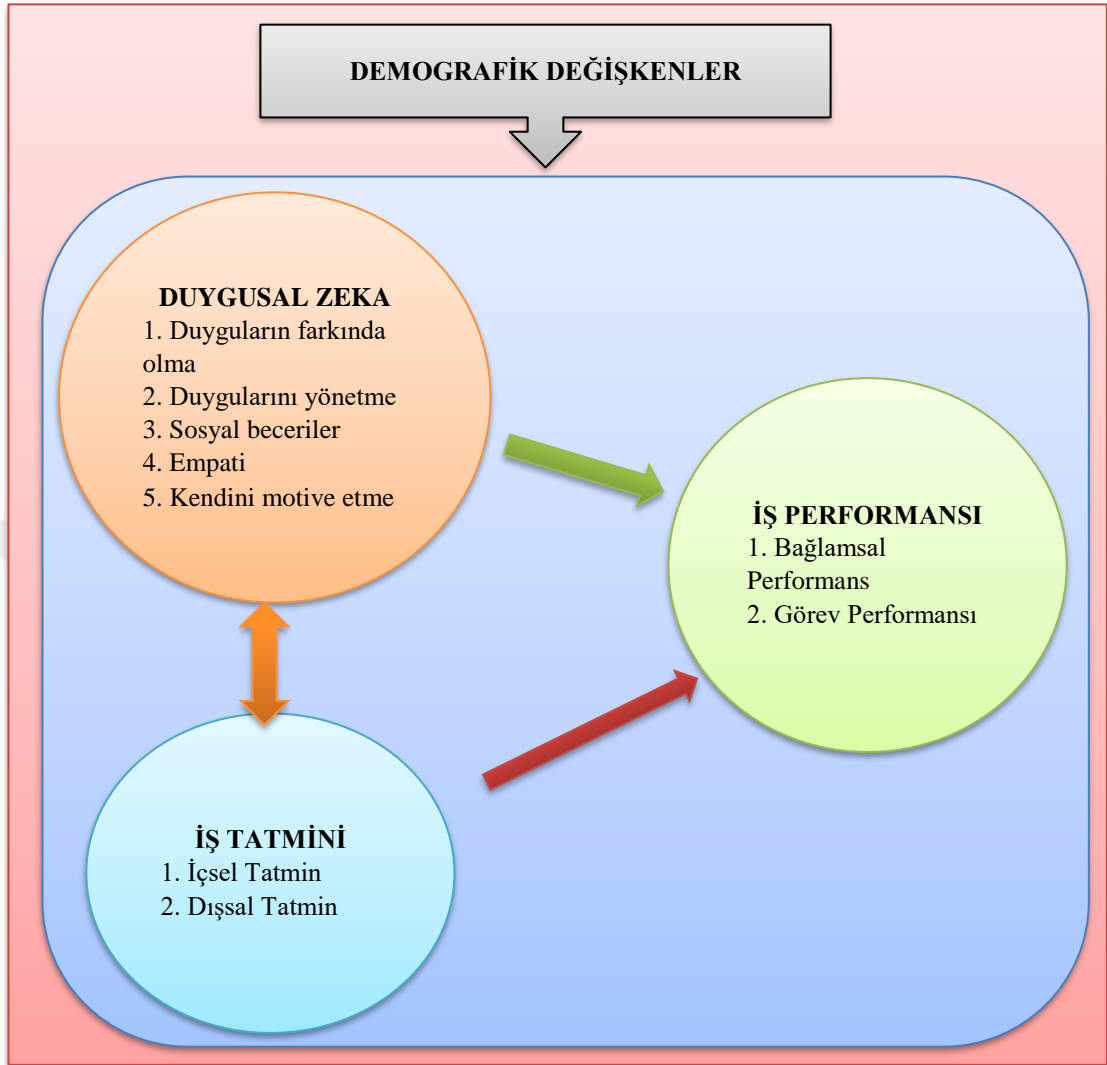 DEMOGRAFİK DEĞİŞKENLER
DUYGUSAL ZEKA
1. Duyguların farkında
olma
2. Duygularını yönetme
3. Sosyal beceriler
4. Empati
5. Kendini motive etme
İŞ PERFORMANSI
1. Bağlamsal
Performans
2. Görev Performansı
İŞ TATMİNİ
1. İçsel Tatmin
2. Dışsal Tatmin